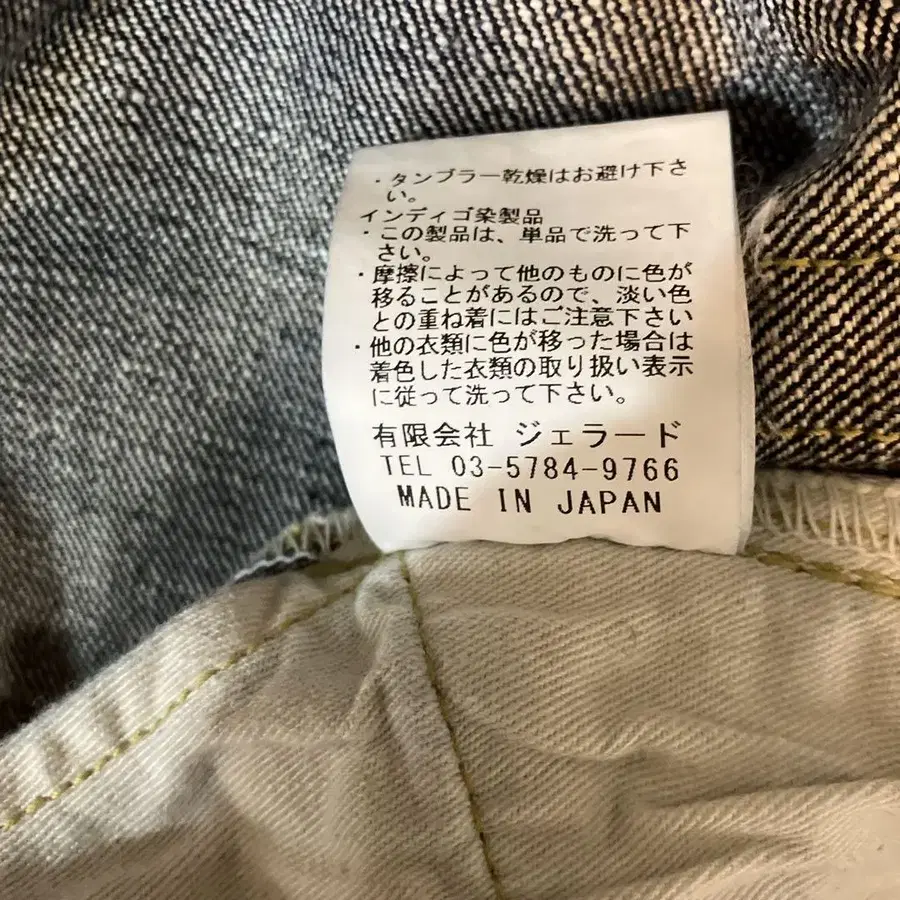 ・タンブラー乾燥はお避け下さ
い。
インディゴ染製品
・この製品は、単品で洗って下
さい。
・摩擦によって他のものに色が
移ることがあるので、淡い色
との重ね着にはご注意下さい
・他の衣類に色が移った場合は
着色した衣類の取り扱い表示
に従って洗って下さい。
有限会社 ジェラード
TEL 03-5784-9766
MADE IN JAPAN